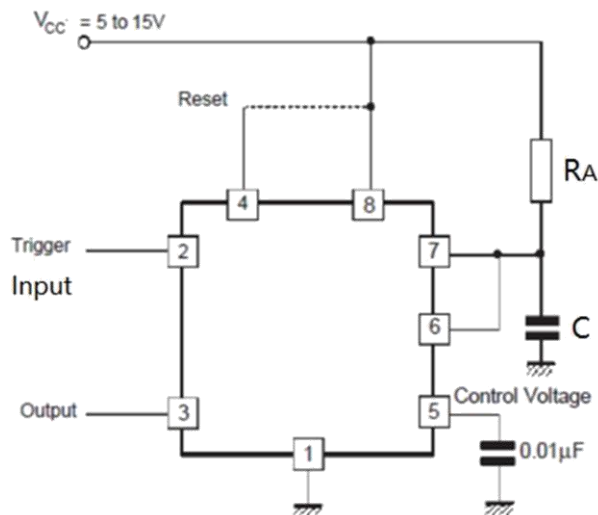 VCC = 5 to 15V
Reset
RA
4
8
Trigger
Input
2
7
6
C
Output
3
5
Control Voltage
1
0.01μF